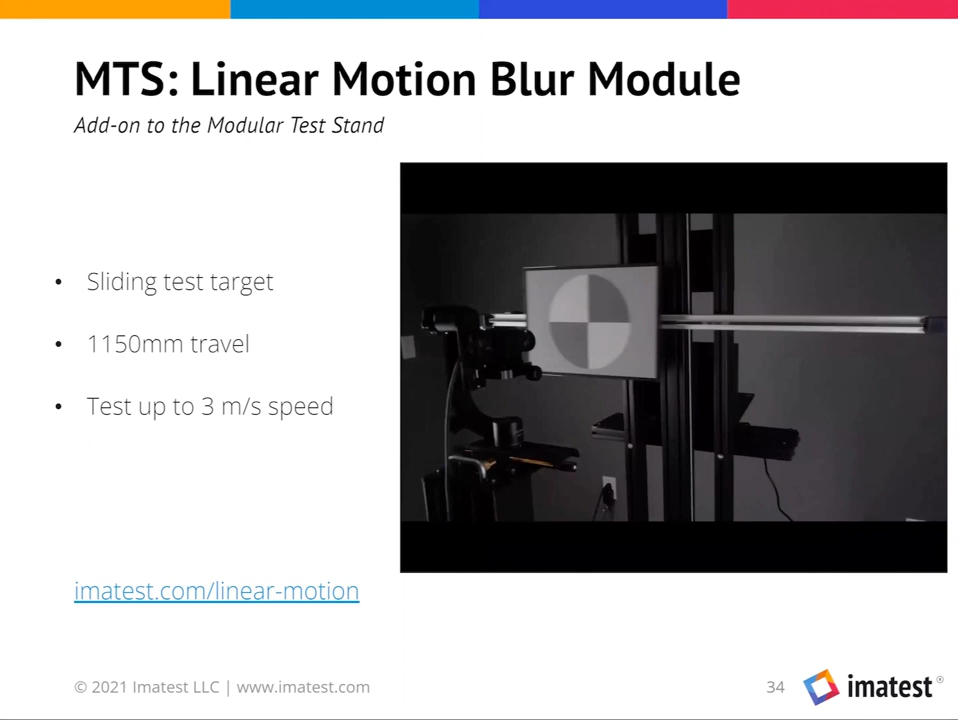 MTS: Linear Motion Blur Module
Add-on to the Modular Test Stand
• Sliding test target
• 1150mm travel
• Test up to 3 m/s speed
imatest.com/linear-motion
© 2021 Imatest LLC | www.imatest.com
34
imatest®